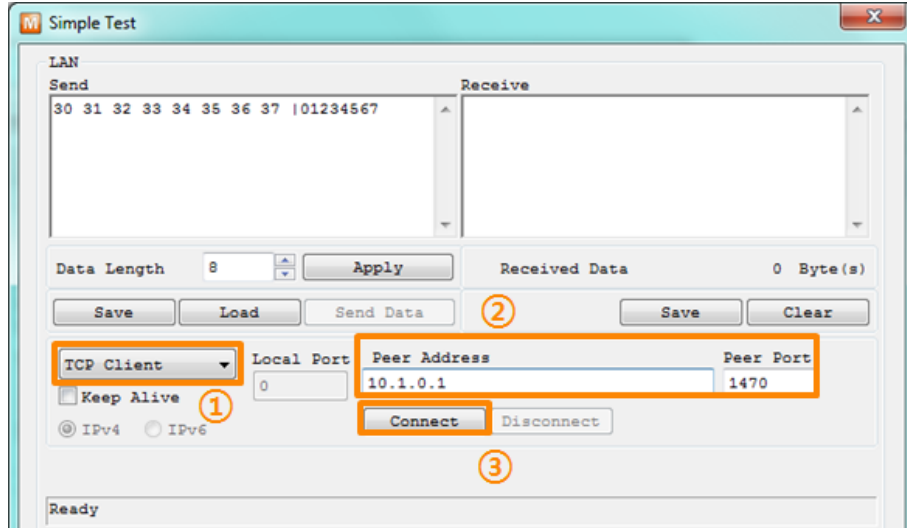 M Simple Test
x
LAN
Send
Receive
30 31 32 33 34 35 36 37 |01234567
Data Length 8 Apply
Received Data 0 Byte(s)
Save Load Send Data
②
Save Clear
TCP Client
Local Port
Peer Address
Peer Port
0
10.1.0.1
1470
Keep Alive
①
Connect Disconnect
IPv4 IPv6
③
Ready